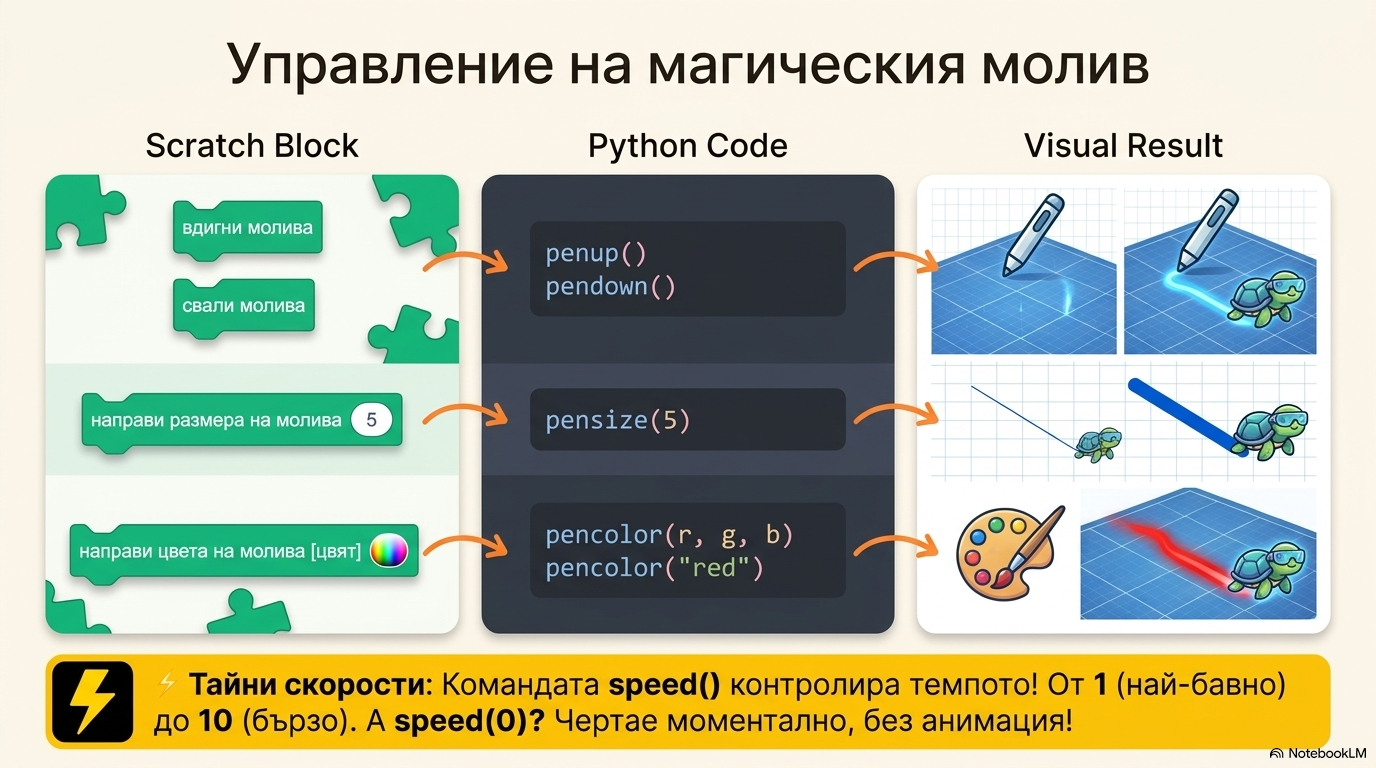 Управление на магическия молив
Scratch Block
Python Code
Visual Result
вдигни молива
свали молива
penup()
pendown()
направи размера на молива 5
pensize(5)
направи цвета на молива [цвят]
pencolor(r, g, b)
pencolor("red")
⚡ Тайни скорости: Командата speed() контролира темпото! От 1 (най-бавно)
до 10 (бързо). А speed(0)? Чертае моментално, без анимация!
NotebookLM